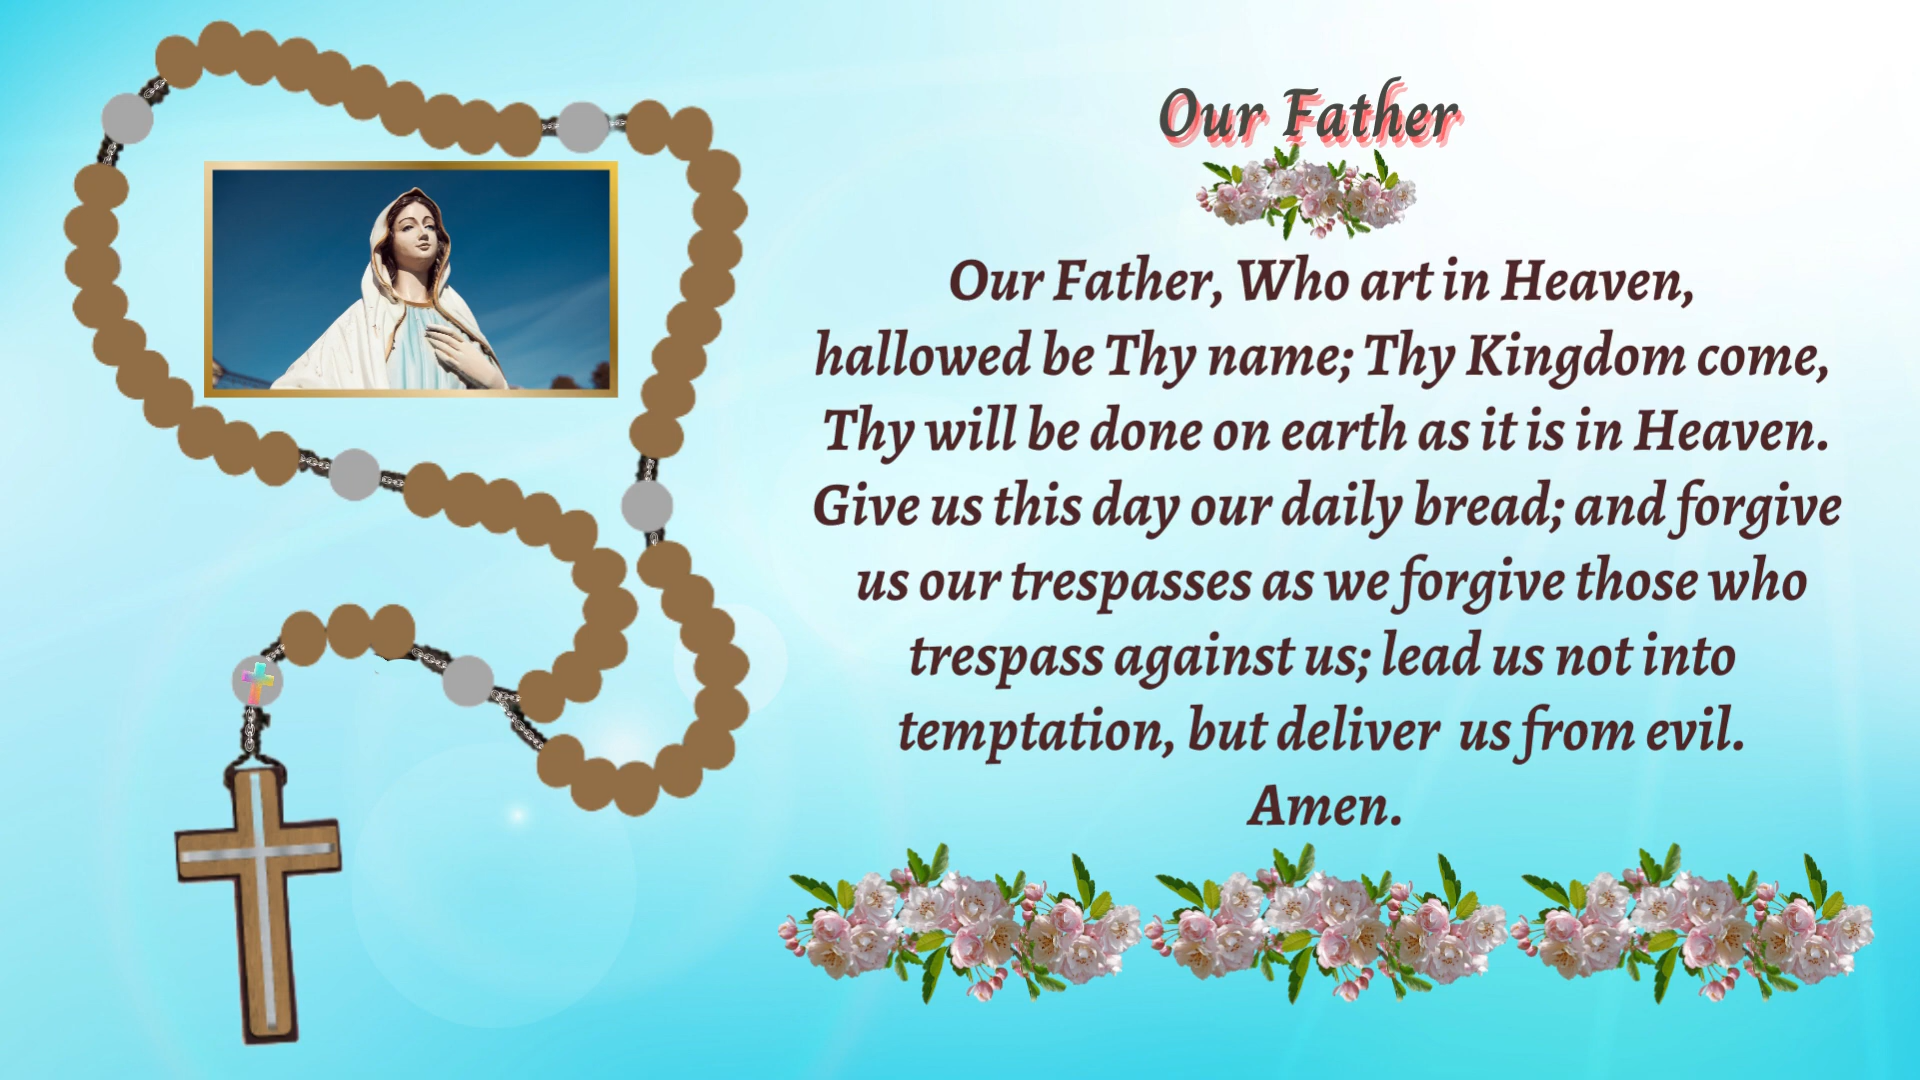 Our Father
Our Father, Who art in Heaven,
hallowed be Thy name; Thy Kingdom come,
Thy will be done on earth as it is in Heaven.
Give us this day our daily bread; and forgive
us our trespasses as we forgive those who
trespass against us; lead us not into
temptation, but deliver  us from evil.
Amen.